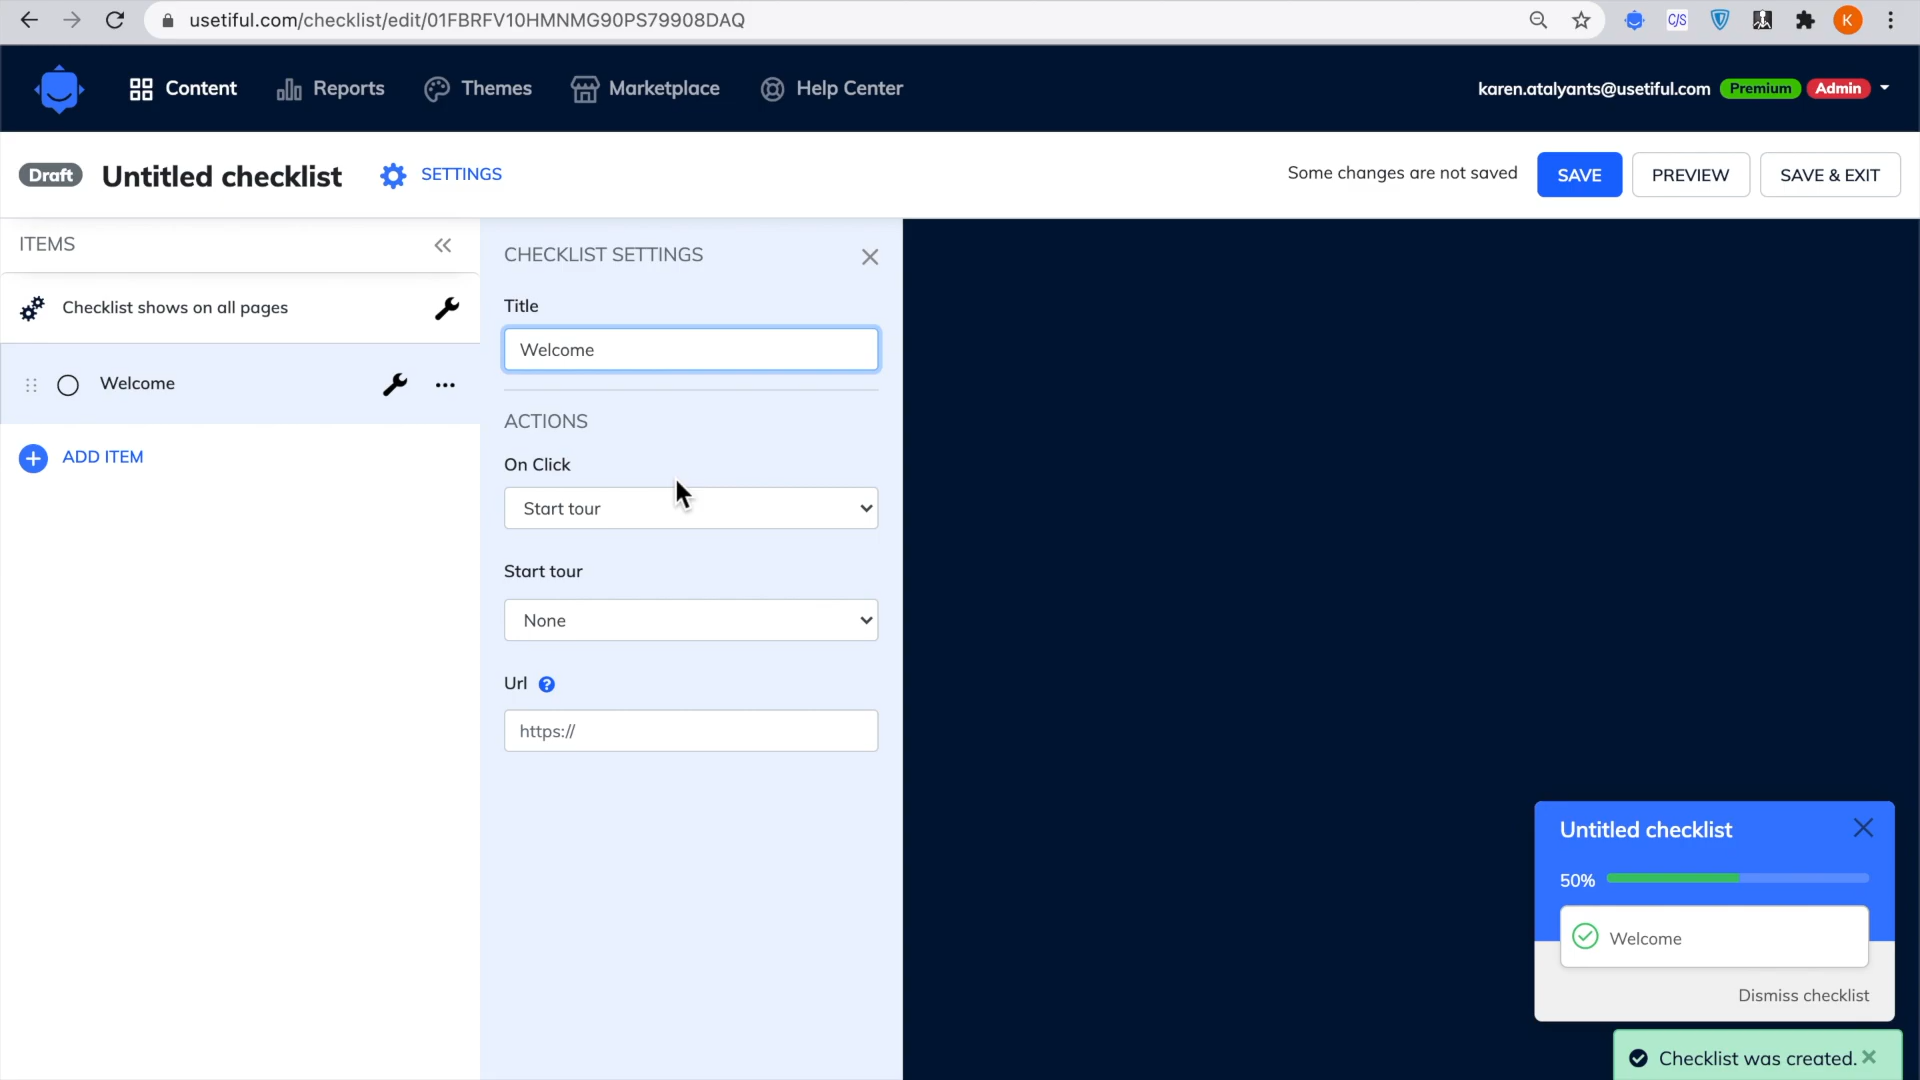 usetiful.com/checklist/edit/01FBRFV10HMNMG90PS79908DAQ
C/S
K
Content
Reports
Themes
Marketplace
Help Center
karen.atalyants@usetiful.com
Premium
Admin
Draft
Untitled checklist
SETTINGS
Some changes are not saved
SAVE
PREVIEW
SAVE & EXIT
ITEMS
Checklist shows on all pages
Welcome
ADD ITEM
CHECKLIST SETTINGS
Title
Welcome
ACTIONS
On Click
Start tour
Start tour
None
Url
https://
Untitled checklist
50%
Welcome
Dismiss checklist
Checklist was created.